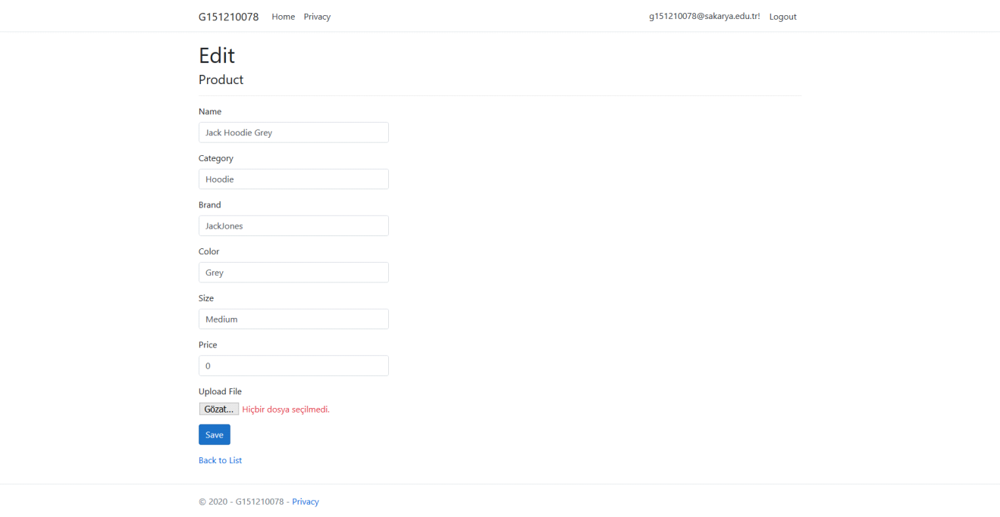 G151210078 Home Privacy g151210078@sakarya.edu.tr! Logout
Edit
Product
Name
Jack Hoodie Grey
Category
Hoodie
Brand
JackJones
Color
Grey
Size
Medium
Price
0
Upload File
Gözat... Hiçbir dosya seçilmedi.
Save
Back to List
© 2020 - G151210078 - Privacy